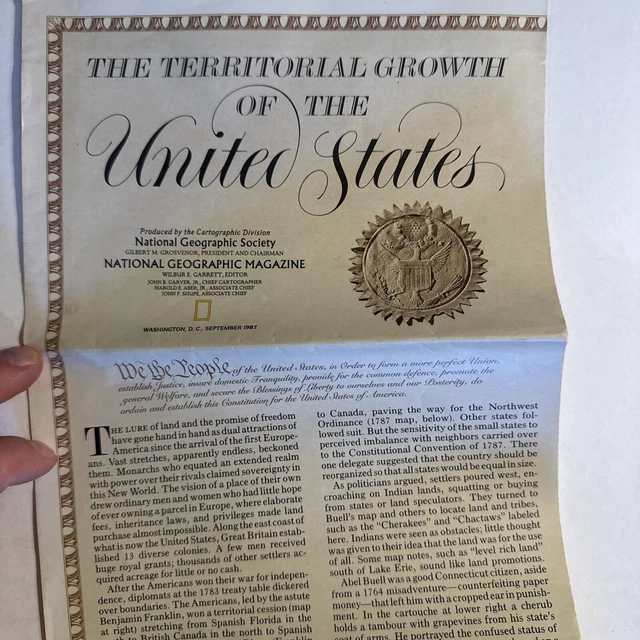 THE TERRITORIAL GROWTH
OF THE
United States
Produced by the Cartographic Division
National Geographic Society
GILBERT M. GROSVENOR, PRESIDENT AND CHAIRMAN
NATIONAL GEOGRAPHIC MAGAZINE
WILBUR E. GARRETT, EDITOR
JOHN B. GARVER, JR., CHIEF CARTOGRAPHER
HAROLD E. ABER, JR., ASSOCIATE CHIEF
JOHN F. SHUPE, ASSOCIATE CHIEF
WASHINGTON, D.C., SEPTEMBER 1987
We the People of the United States, in Order to form a more perfect Union,
establish Justice, insure domestic Tranquility, provide for the common defence, promote the
general Welfare, and secure the Blessings of Liberty to ourselves and our Posterity, do
ordain and establish this Constitution for the United States of America.
THE LURE of land and the promise of freedom
have gone hand in hand as dual attractions of
America since the arrival of the first Europe-
ans. Vast stretches, apparently endless, beckoned
them. Monarchs who equated an extended realm
with power over their rivals claimed sovereignty in
this New World. The vision of a place of their own
drew ordinary men and women who had little hope
of ever owning a parcel in Europe, where elaborate
fees, inheritance laws, and privileges made land
purchase almost impossible. Along the east coast of
what is now the United States, Great Britain estab-
lished 13 diverse colonies. A few men received
huge royal grants; thousands of other settlers ac-
quired acreage for little or no cash.
After the Americans won their war for indepen-
dence, diplomats at the 1783 treaty table dickered
over boundaries. The Americans, led by the astute
Benjamin Franklin, won a territorial cession (map
at right) stretching from Spanish Florida in the
south to British Canada in the north to Spanish
to Canada, paving the way for the Northwest
Ordinance (1787 map, below). Other states fol-
lowed suit. But the sensitivity of the small states to
perceived imbalance with neighbors carried over
to the Constitutional Convention of 1787. There
one delegate suggested that the country should be
reorganized so that all states would be equal in size.
As politicians argued, settlers poured west, en-
croaching on Indian lands, squatting or buying
from states or land speculators. They turned to
Buell's map and others to locate land and tribes,
such as the "Cherakees" and "Chactaws" labeled
here. Indians were seen as obstacles; little thought
was given to their idea that the land was for the use
of all. Some map notes, such as "level rich land"
south of Lake Erie, sound like land promotions.
Abel Buell was a good Connecticut citizen, aside
from a 1764 misadventure—counterfeiting paper
money—that left him with a cropped ear in punish-
ment. In the cartouche at lower right a cherub
holds a tambour with grapevines from his state's
coat of arms. He portrayed the confused status of